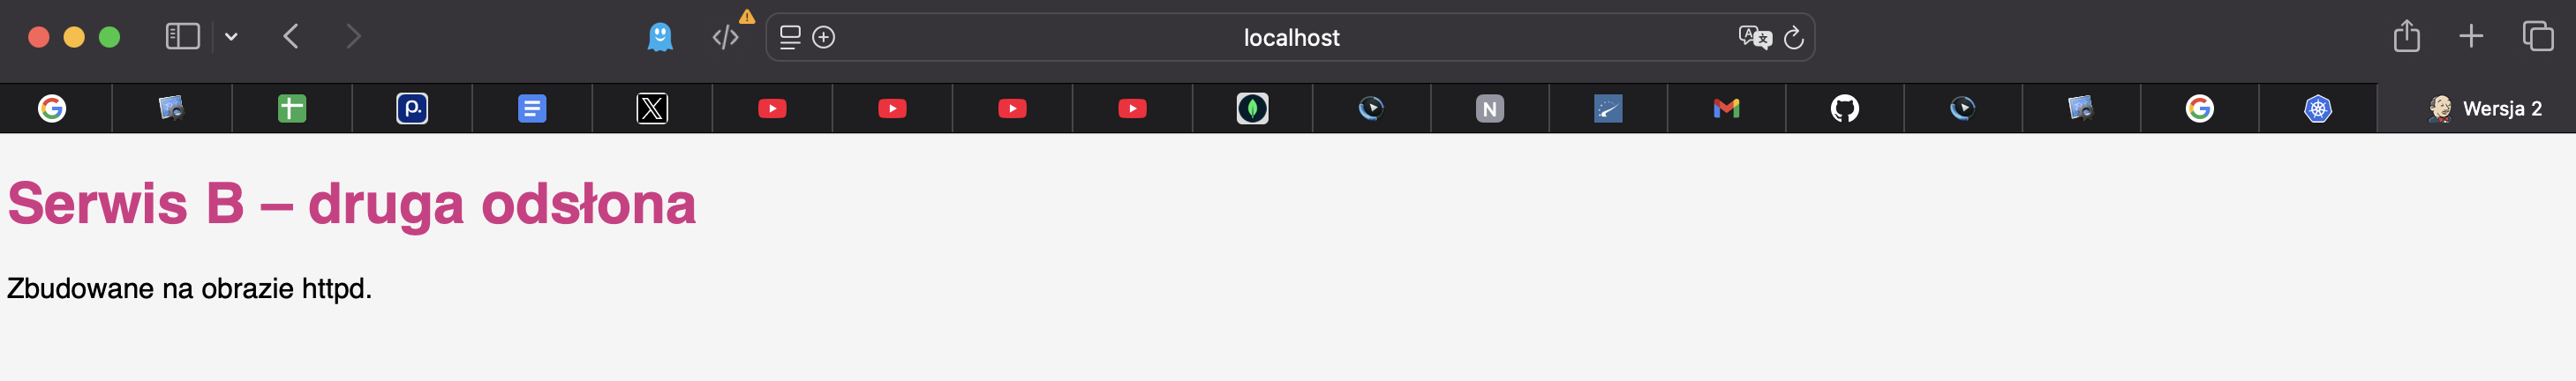 localhost
Wersja 2
Serwis B – druga odsłona
Zbudowane na obrazie httpd.